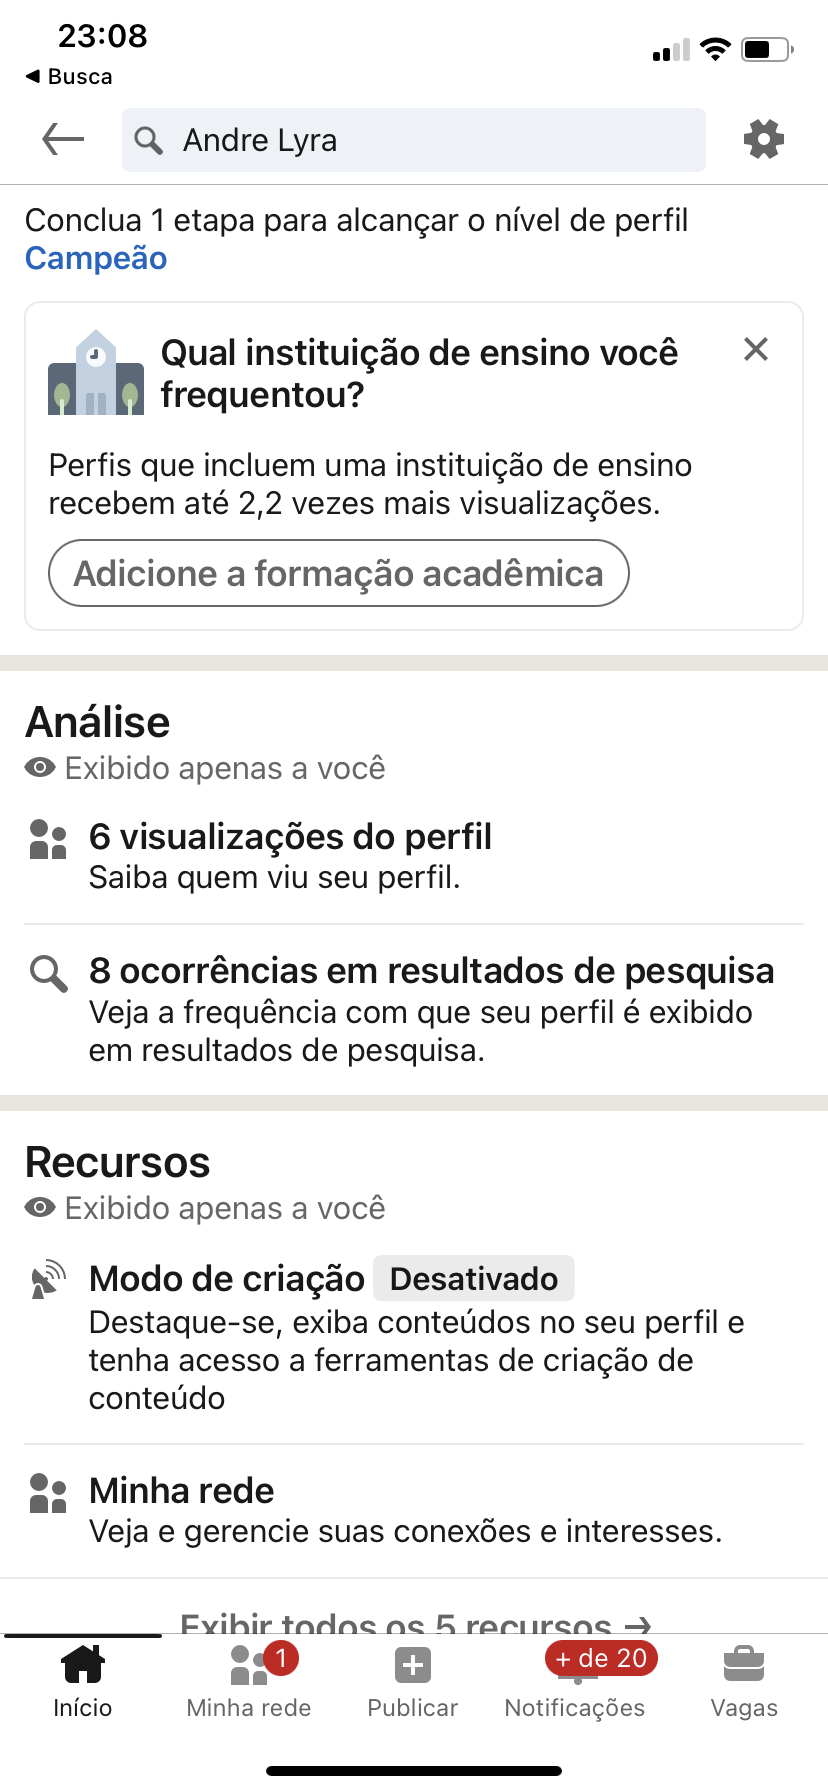 23:08
◀ Busca
Andre Lyra
Conclua 1 etapa para alcançar o nível de perfil
Campeão
Qual instituição de ensino você
frequentou?
Perfis que incluem uma instituição de ensino
recebem até 2,2 vezes mais visualizações.
Adicione a formação acadêmica
Análise
Exibido apenas a você
6 visualizações do perfil
Saiba quem viu seu perfil.
8 ocorrências em resultados de pesquisa
Veja a frequência com que seu perfil é exibido
em resultados de pesquisa.
Recursos
Exibido apenas a você
Modo de criação Desativado
Destaque-se, exiba conteúdos no seu perfil e
tenha acesso a ferramentas de criação de
conteúdo
Minha rede
Veja e gerencie suas conexões e interesses.
Exibir todos os 5 recursos →
1 + de 20
Início Minha rede Publicar Notificações Vagas